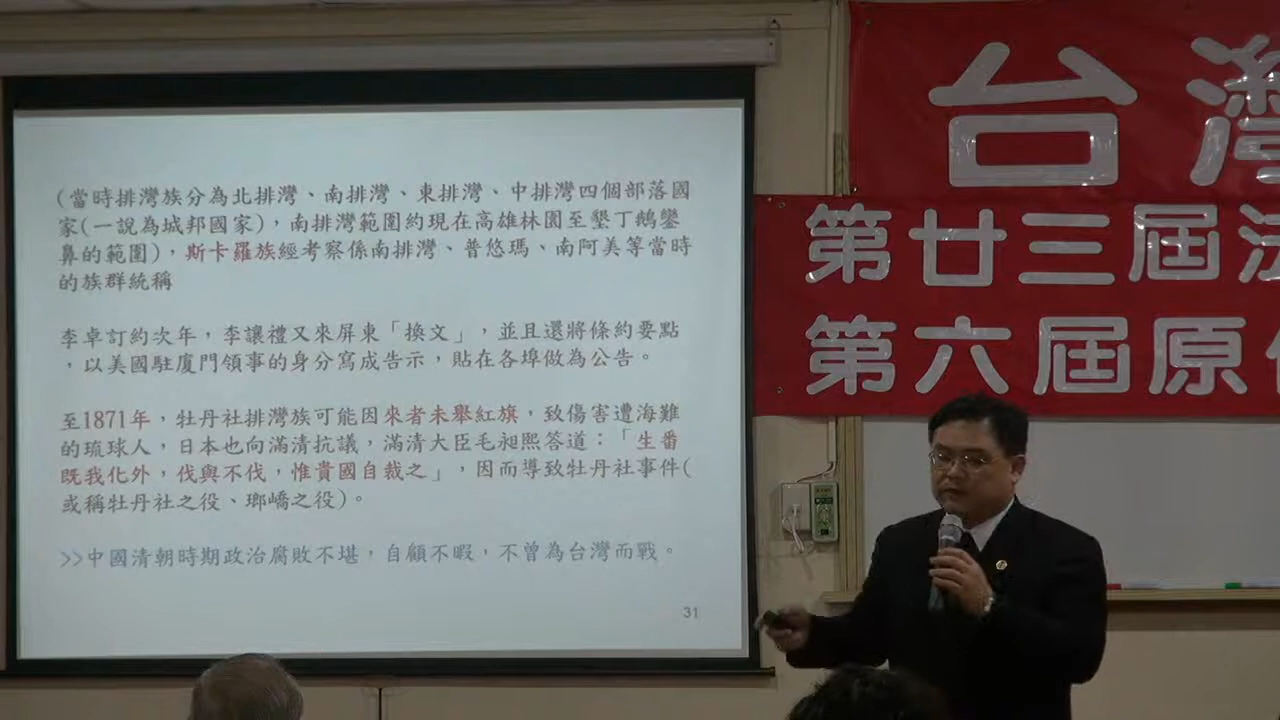 (當時排灣族分為北排灣、南排灣、東排灣、中排灣四個部落國
家(一說為城邦國家)，南排灣範圍約現在高雄林園至墾丁鵝鑾
鼻的範圍)，斯卡羅族經考察係南排灣、普悠瑪、南阿美等當時
的族群統稱
李卓訂約次年，李讓禮又來屏東「換文」，並且還將條約要點
，以美國駐廈門領事的身分寫成告示，貼在各埠做為公告。
至1871年，牡丹社排灣族可能因來者未舉紅旗，致傷害遭海難
的琉球人，日本也向滿清抗議，滿清大臣毛昶熙答道：「生番
既我化外，伐與不伐，惟貴國自裁之」，因而導致牡丹社事件(
或稱牡丹社之役、瑯嶠之役)。
>>中國清朝時期政治腐敗不堪，自顧不暇，不曾為台灣而戰。
31
台灣
第廿三屆法
第六屆原住